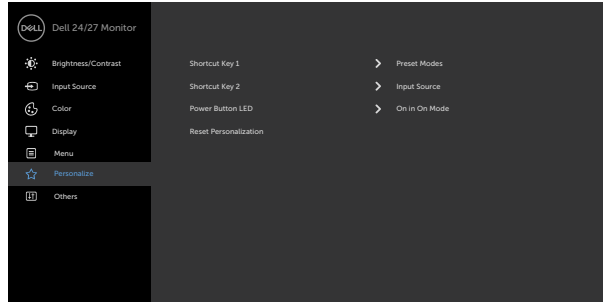 DELL Dell 24/27 Monitor
Brightness/Contrast
Input Source
Color
Display
Menu
Personalize
Others
Shortcut Key 1 Preset Modes
Shortcut Key 2 Input Source
Power Button LED On in On Mode
Reset Personalization